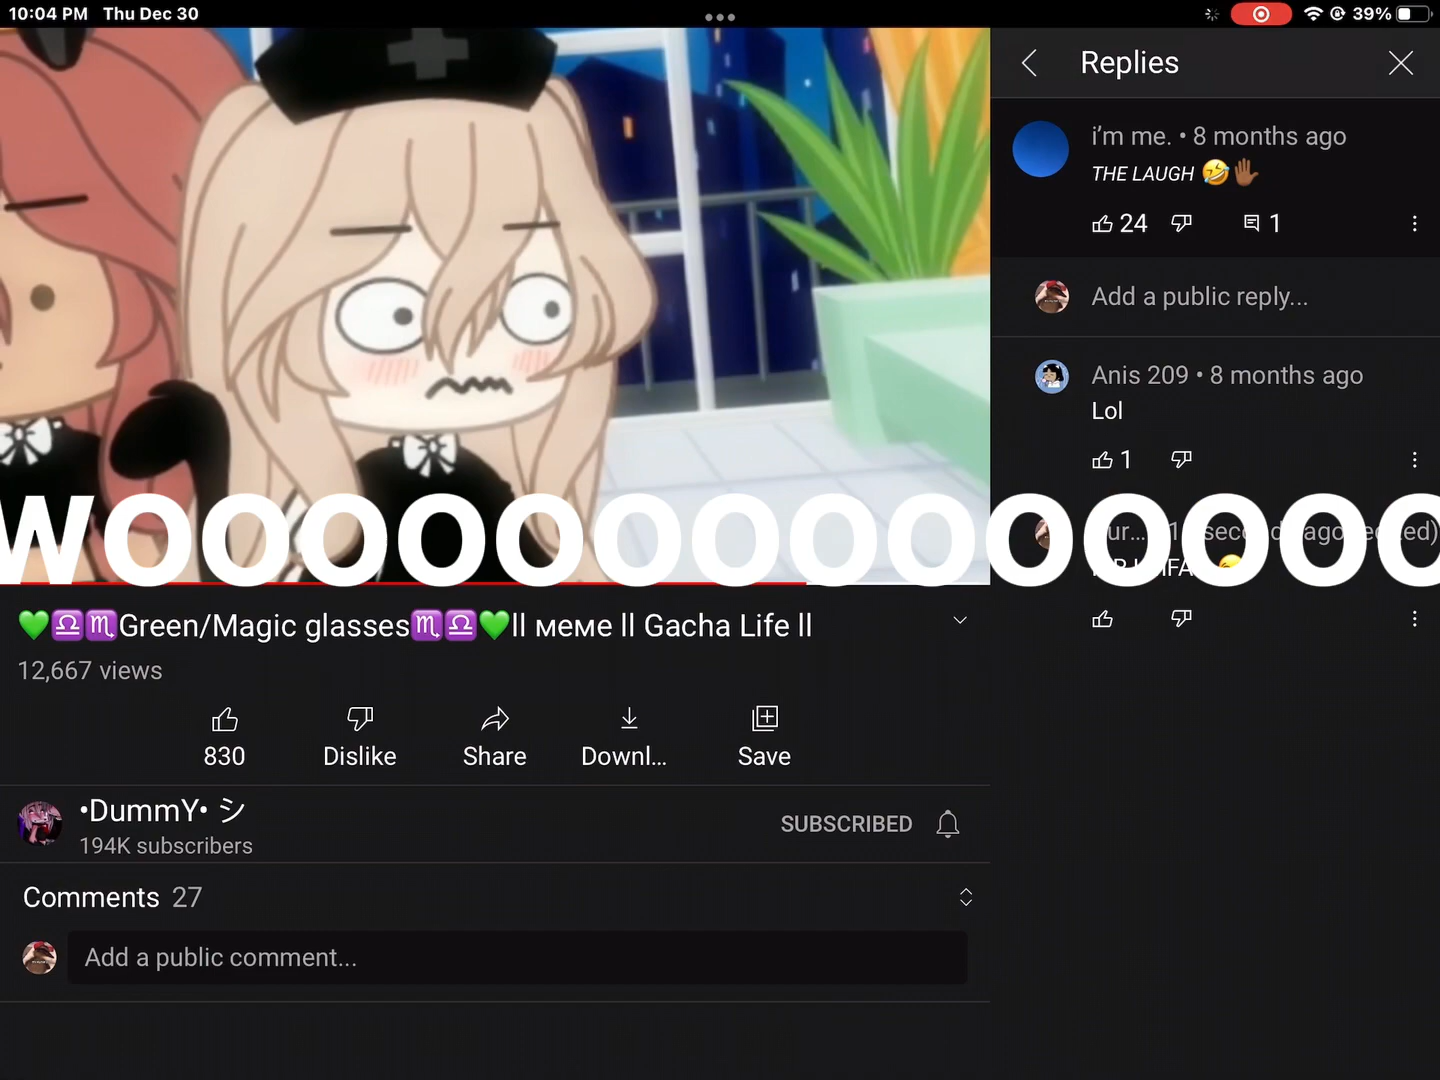 10:04 PM Thu Dec 30
39%
Replies
i'm me. • 8 months ago
THE LAUGH 🤣✋🏾
24
1
Add a public reply...
Anis 209 • 8 months ago
Lol
1
WOOOOOOOOOOOOOO
💚♎♏Green/Magic glasses♏♎💚ll мeмe ll Gacha Life ll
12,667 views
830
Dislike
Share
Downl...
Save
•DummY• シ
194K subscribers
SUBSCRIBED
Comments 27
Add a public comment...